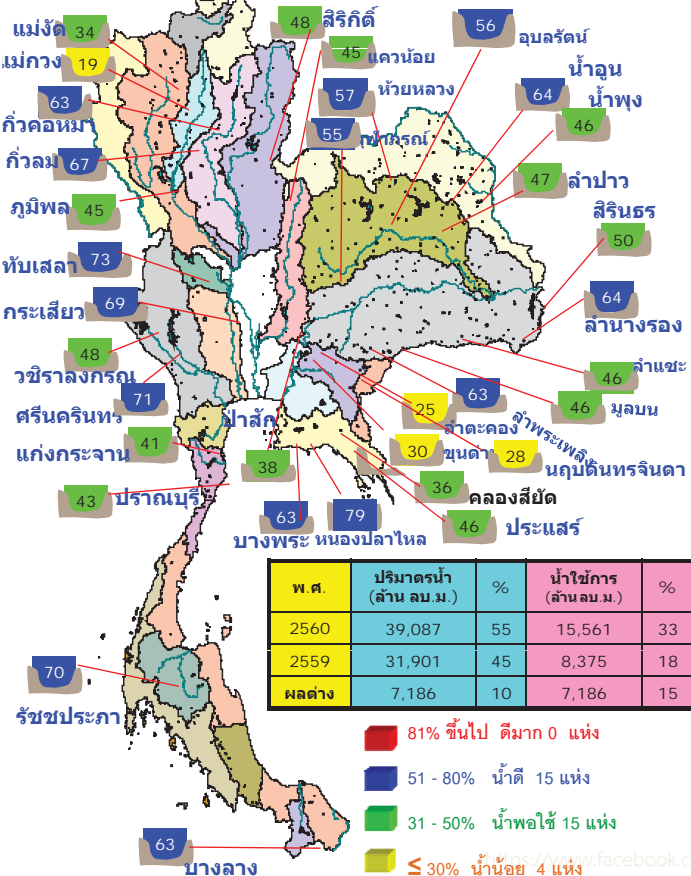 แม่งัด 34
48 สิริกิติ์
56 อุบลรัตน์
แม่กวง 19
45 แควน้อย
63
กิ่วคอหมา
57 ห้วยหลวง
64 น้ำอูน
น้ำพุง
46
กิ่วลม 67
55
47 ลำปาว
ภูมิพล 45
สิรินธร
50
ทับเสลา 73
กระเสียว 69
64
ลำนางรอง
48
วชิราลงกรณ
46 ลำแชะ
71
ศรีนครินทร
63
46 มูลบน
25
ลำตะคอง
ลำพระเพลิง
ป่าสัก
38
41
แก่งกระจาน
30 ขุนด่าน
28 นฤบดินทรจินดา
43 ปราณบุรี
36 คลองสียัด
46 ประแสร์
63
บางพระ
79
หนองปลาไหล
พ.ศ. ปริมาตรน้ำ (ล้าน ลบ.ม.) % น้ำใช้การ (ล้าน ลบ.ม.) %
2560 39,087 55 15,561 33
2559 31,901 45 8,375 18
ผลต่าง 7,186 10 7,186 15
70
รัชชประภา
81% ขึ้นไป ดีมาก 0 แห่ง
51 - 80% น้ำดี 15 แห่ง
31 - 50% น้ำพอใช้ 15 แห่ง
≤ 30% น้ำน้อย 4 แห่ง
63
บางลาง
https://www.facebook.c